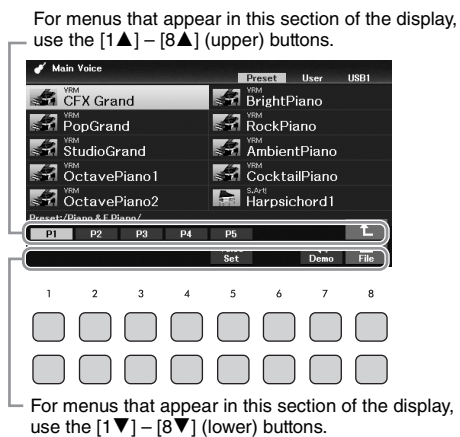 For menus that appear in this section of the display,
use the [1▲] – [8▲] (upper) buttons.
Main Voice
Preset User USB1
VRM CFX Grand VRM BrightPiano
VRM PopGrand VRM RockPiano
VRM StudioGrand VRM AmbientPiano
VRM OctavePiano1 VRM CocktailPiano
VRM OctavePiano2 S.Art! Harpsichord1
Preset:/Piano & E.Piano/
P1 P2 P3 P4 P5
Set Demo File
1 2 3 4 5 6 7 8
For menus that appear in this section of the display,
use the [1▼] – [8▼] (lower) buttons.